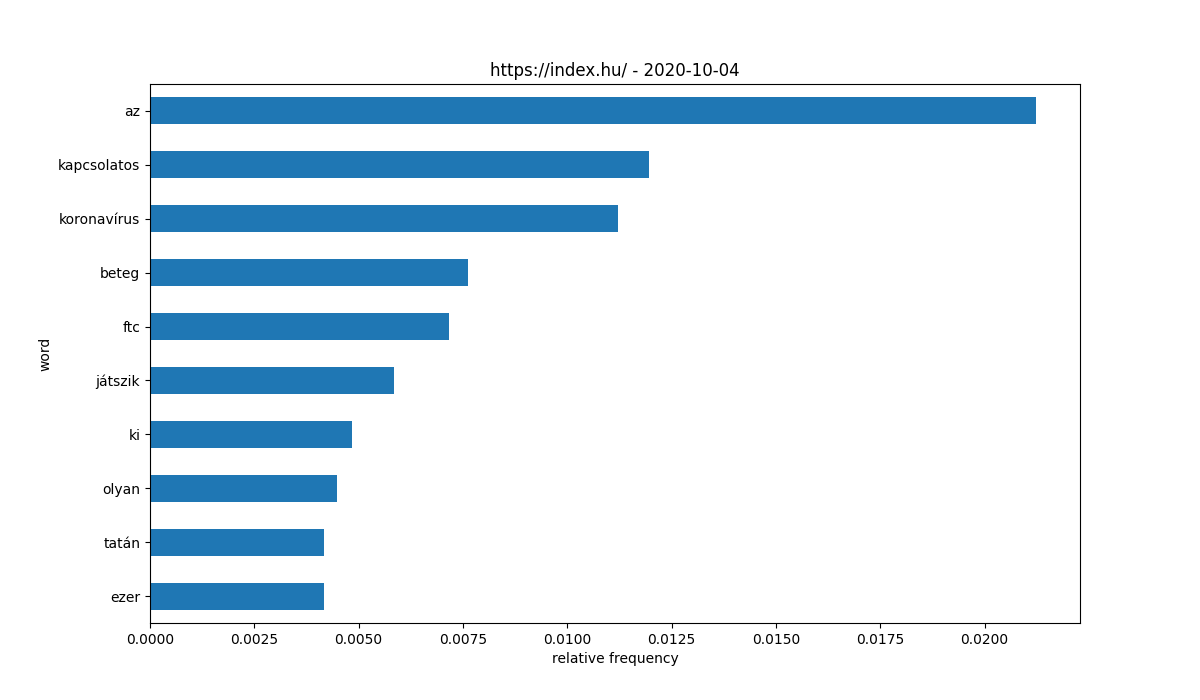 https://index.hu/ - 2020-10-04
az
kapcsolatos
koronavírus
beteg
ftc
játszik
ki
olyan
tatán
ezer
word
0.0000 0.0025 0.0050 0.0075 0.0100 0.0125 0.0150 0.0175 0.0200
relative frequency